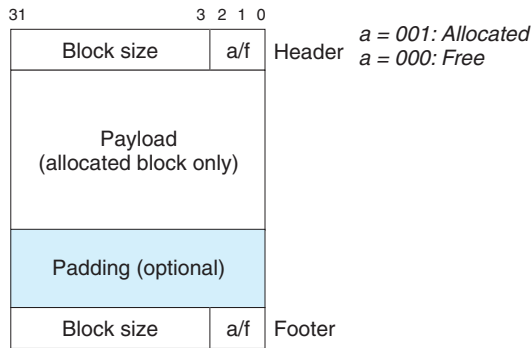 31 3 2 1 0
Block size a/f Header a = 001: Allocated
a = 000: Free
Payload
(allocated block only)
Padding (optional)
Block size a/f Footer